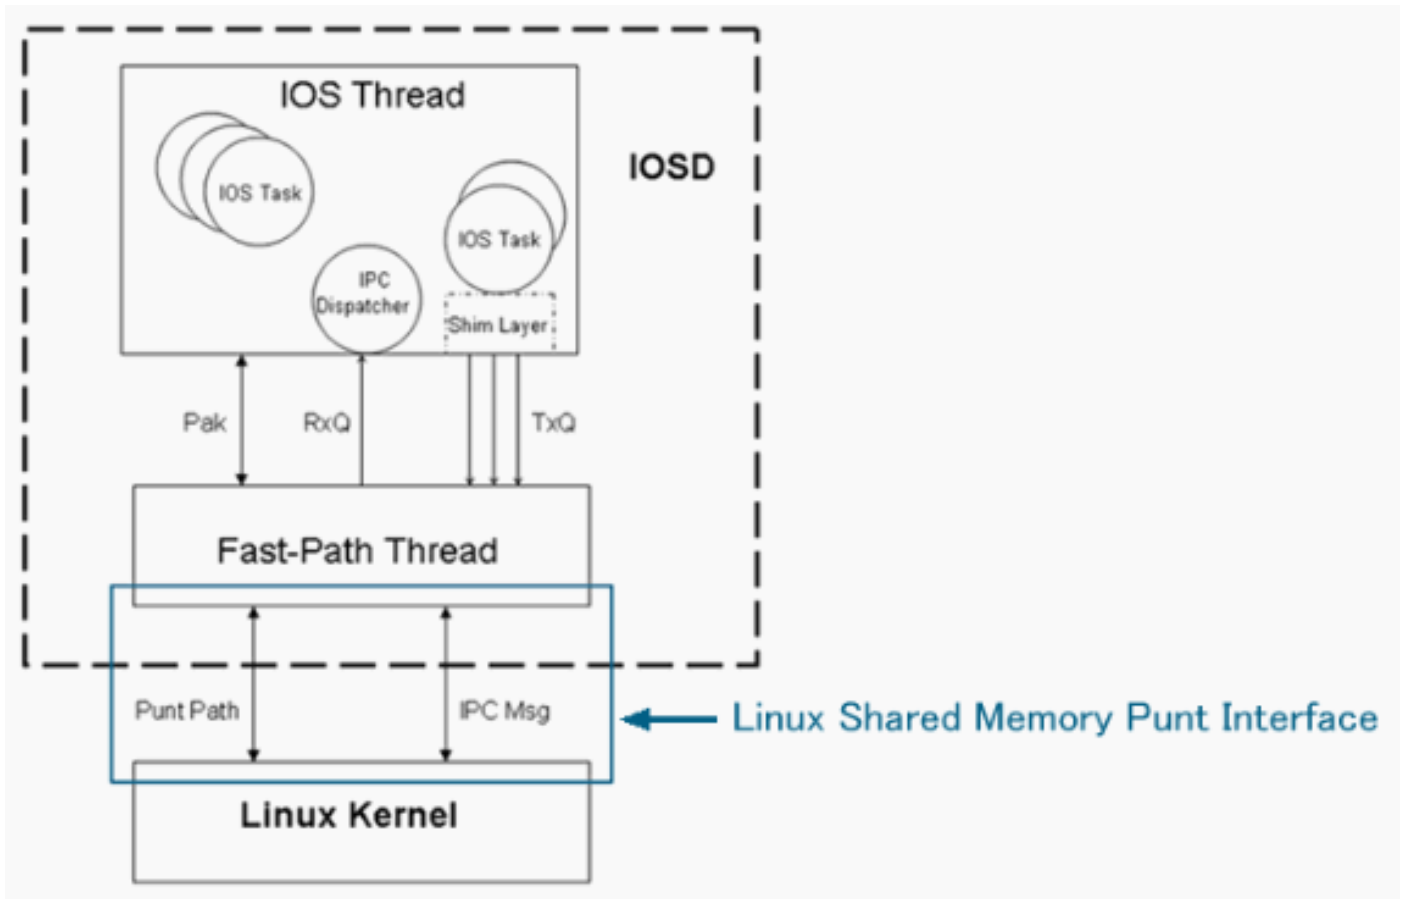 IOS Thread
IOSD
IOS Task
IOS Task
IPC
Dispatcher
Shim Layer
Pak
RxQ
TxQ
Fast-Path Thread
Punt Path
IPC Msg
Linux Shared Memory Punt Interface
Linux Kernel